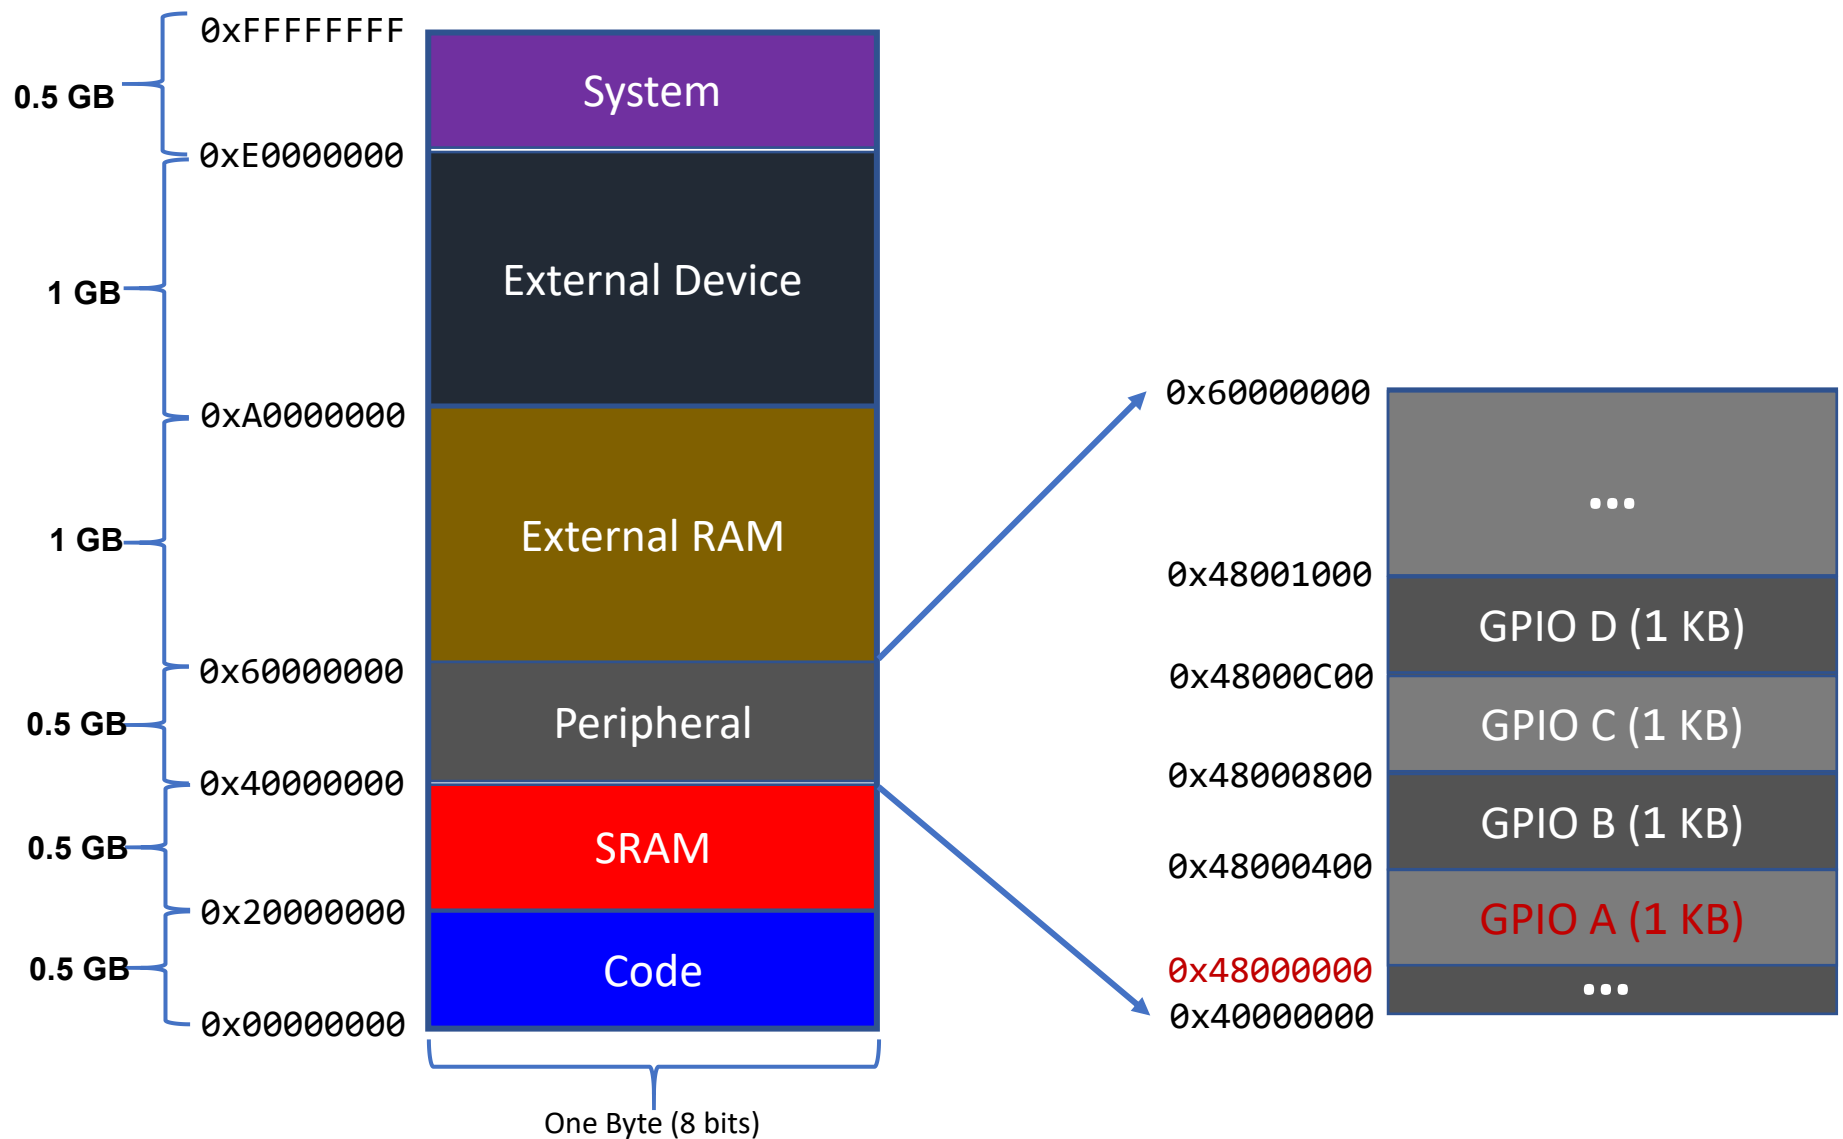 0xFFFFFFFF
0.5 GB
System
0xE0000000
1 GB
External Device
0xA0000000
1 GB
External RAM
0x60000000
0.5 GB
Peripheral
0x40000000
0.5 GB
SRAM
0x20000000
0.5 GB
Code
0x00000000
One Byte (8 bits)
0x60000000
...
0x48001000
GPIO D (1 KB)
0x48000C00
GPIO C (1 KB)
0x48000800
GPIO B (1 KB)
0x48000400
GPIO A (1 KB)
0x48000000
...
0x40000000